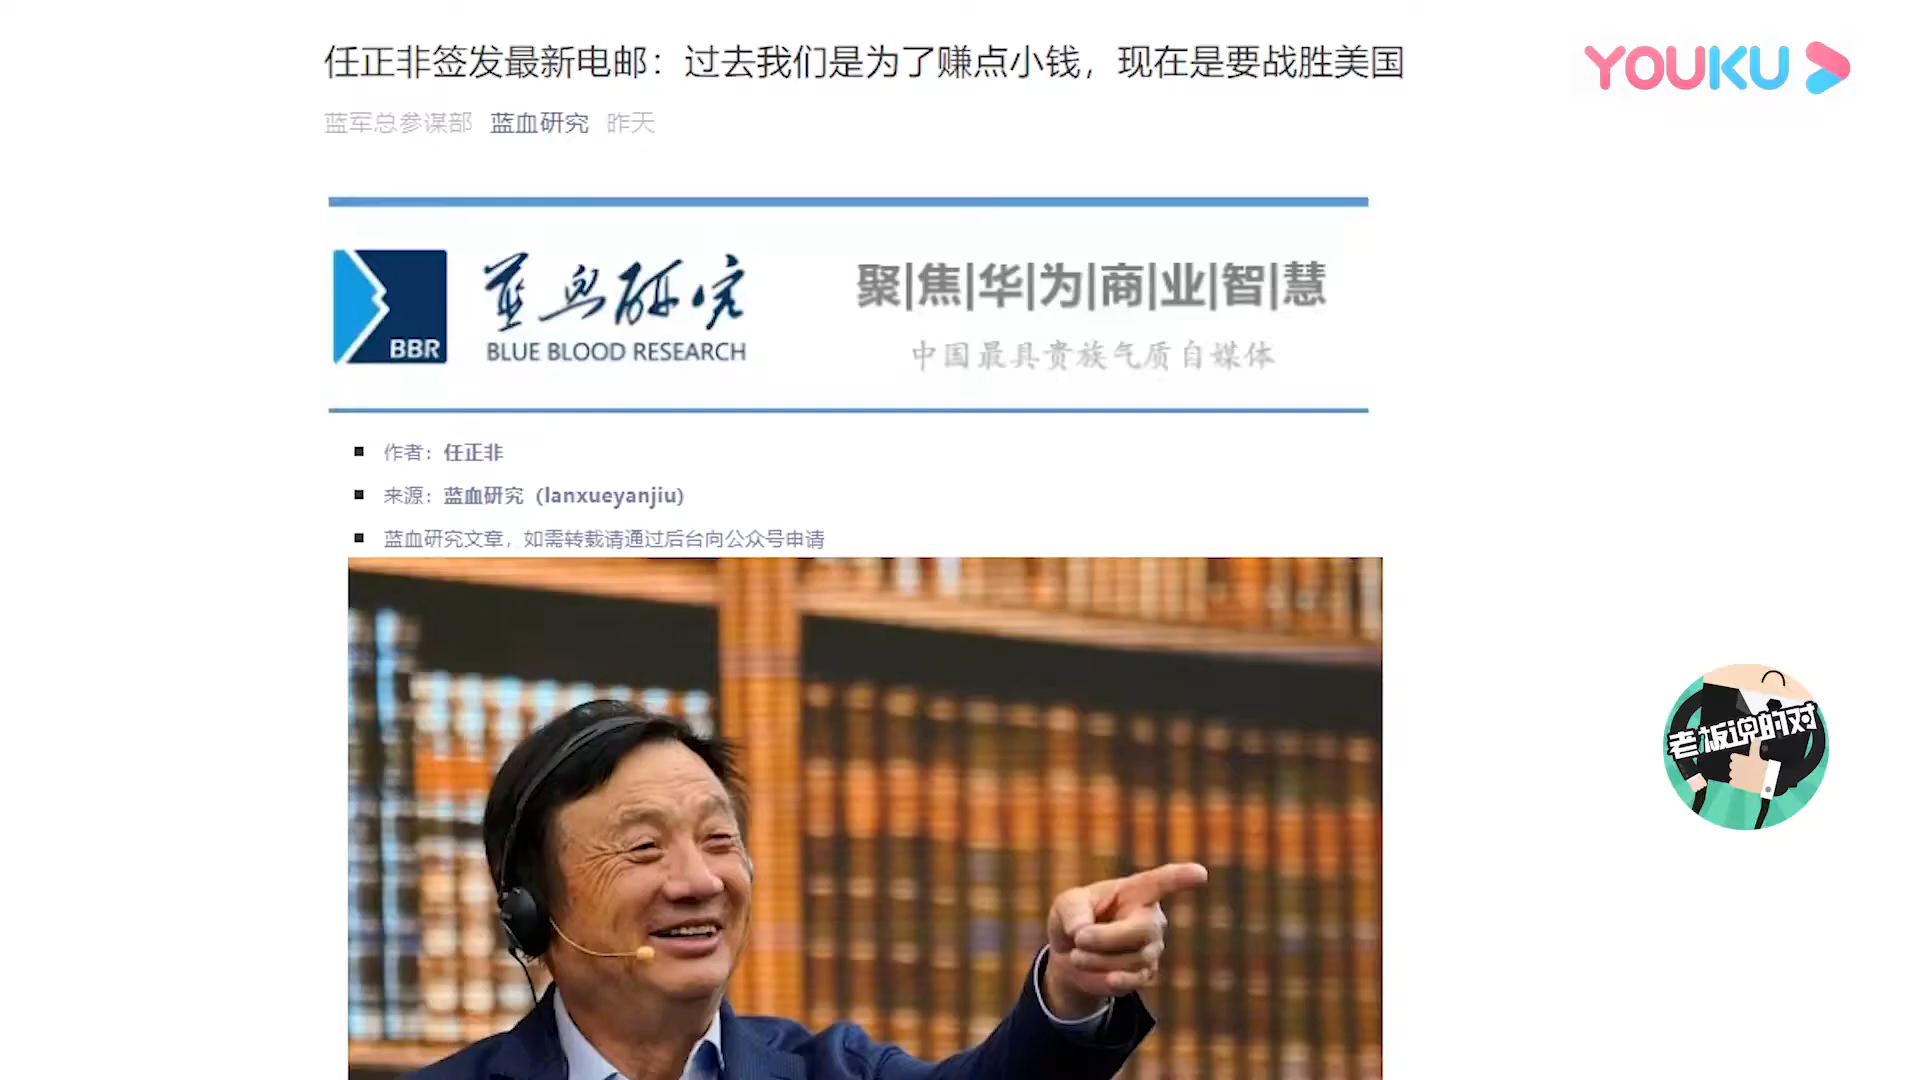 任正非签发最新电邮：过去我们是为了赚点小钱，现在是要战胜美国
YOUKU
蓝军总参谋部 蓝血研究 昨天
蓝血研究
BBR
BLUE BLOOD RESEARCH
聚|焦|华|为|商|业|智|慧
中国最具贵族气质自媒体
作者：任正非
来源：蓝血研究（lanxueyanjiu）
蓝血研究文章，如需转载请通过后台向公众号申请
老板说的对